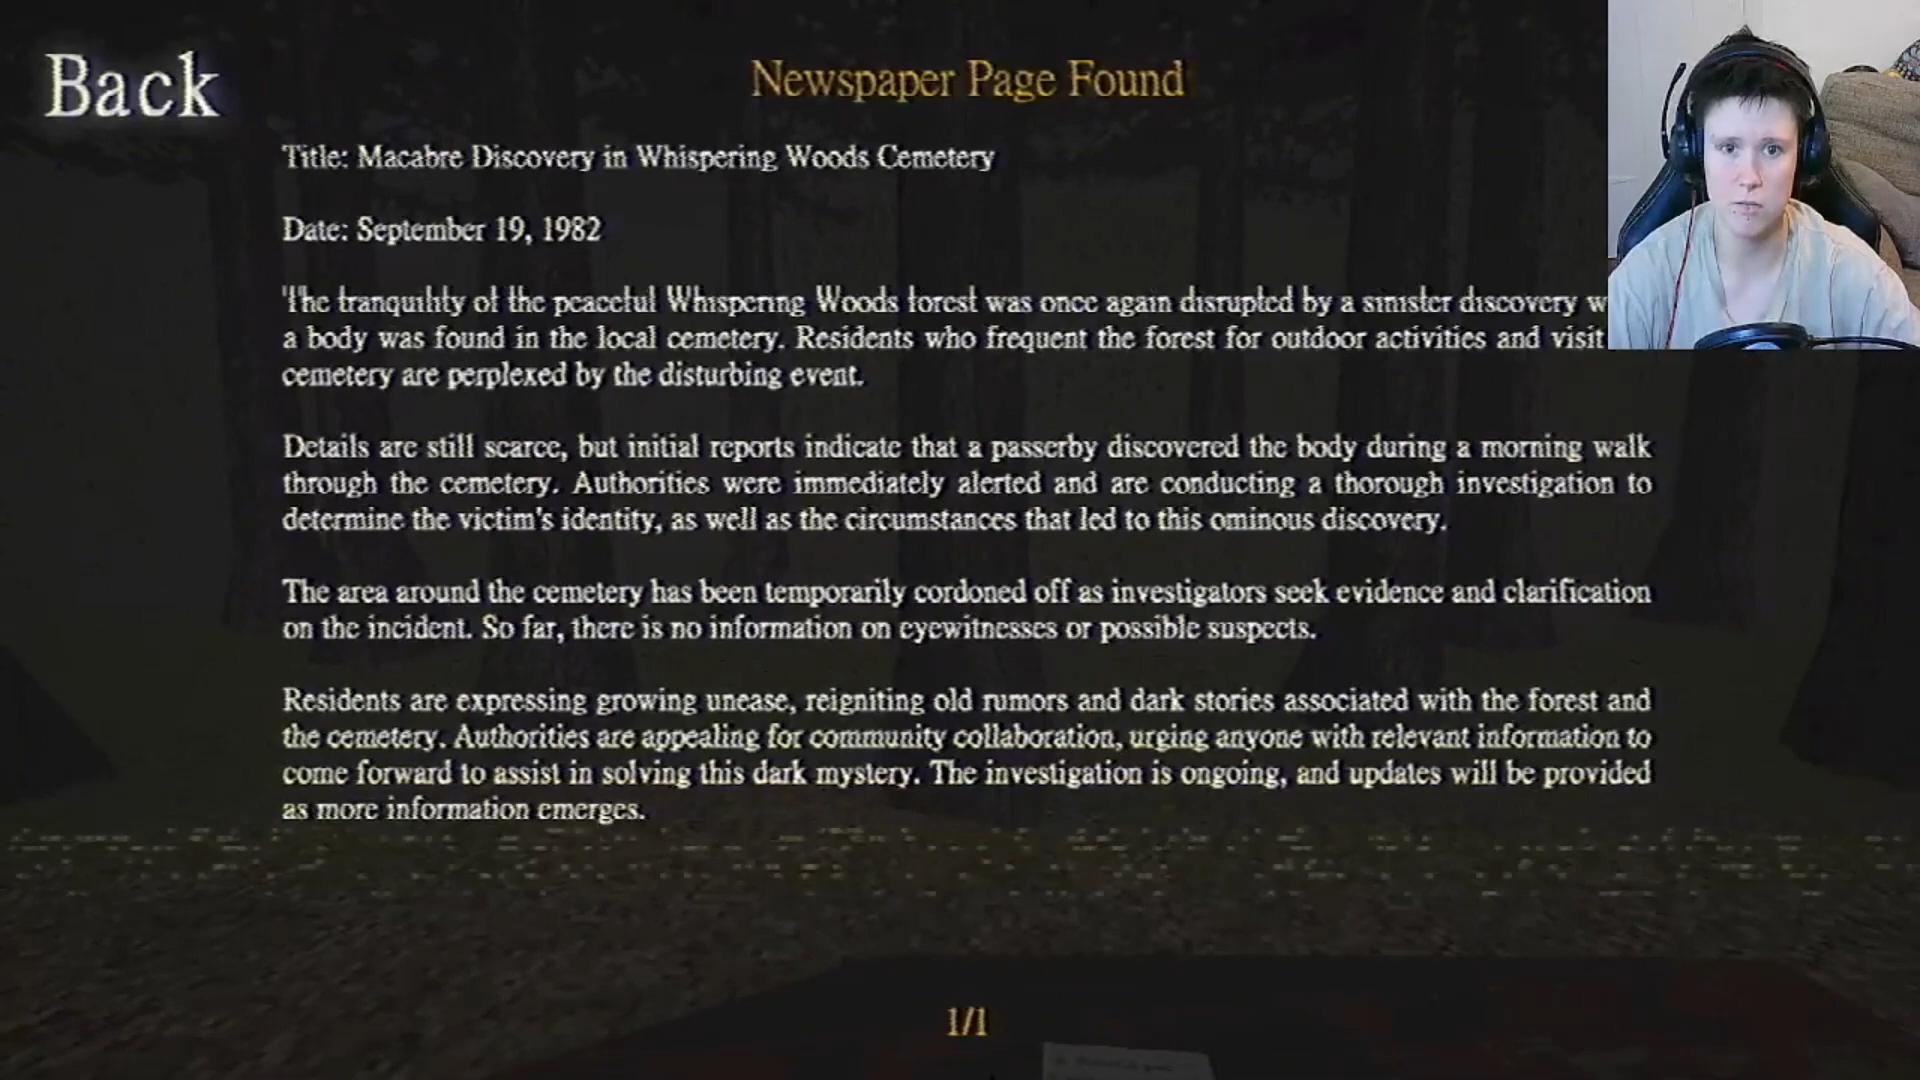 Back
Newspaper Page Found
Title: Macabre Discovery in Whispering Woods Cemetery
Date: September 19, 1982
The tranquility of the peaceful Whispering Woods forest was once again disrupted by a sinister discovery
a body was found in the local cemetery. Residents who frequent the forest for outdoor activities and visit
cemetery are perplexed by the disturbing event.
Details are still scarce, but initial reports indicate that a passerby discovered the body during a morning walk
through the cemetery. Authorities were immediately alerted and are conducting a thorough investigation to
determine the victim's identity, as well as the circumstances that led to this ominous discovery.
The area around the cemetery has been temporarily cordoned off as investigators seek evidence and clarification
on the incident. So far, there is no information on eyewitnesses or possible suspects.
Residents are expressing growing unease, reigniting old rumors and dark stories associated with the forest and
the cemetery. Authorities are appealing for community collaboration, urging anyone with relevant information to
come forward to assist in solving this dark mystery. The investigation is ongoing, and updates will be provided
as more information emerges.
1/1